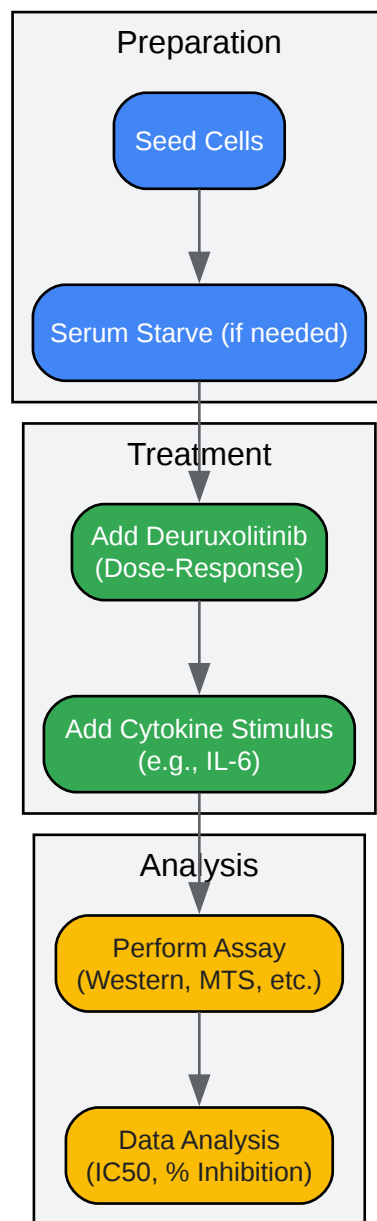 Preparation
Seed Cells
Serum Starve (if needed)
Treatment
Add Deuruxolitinib
(Dose-Response)
Add Cytokine Stimulus
(e.g., IL-6)
Analysis
Perform Assay
(Western, MTS, etc.)
Data Analysis
(IC50, % Inhibition)